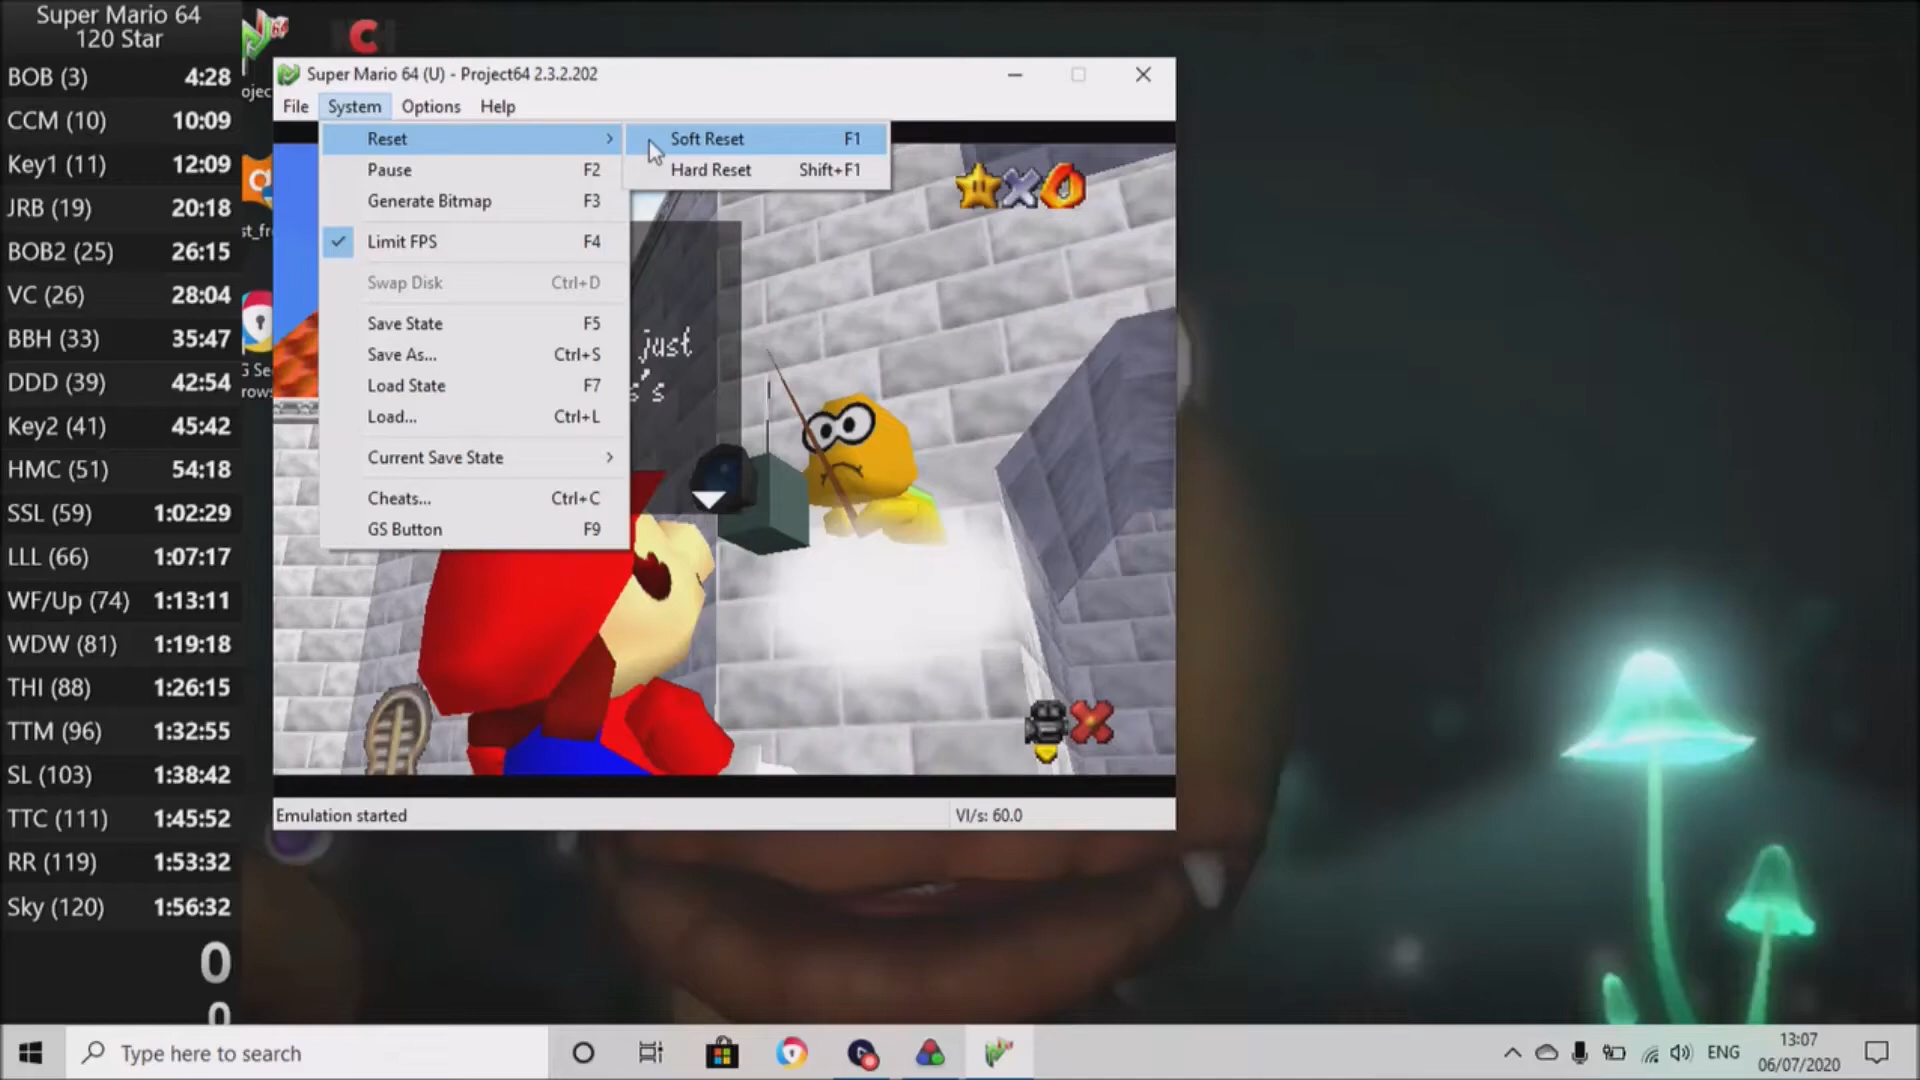 Super Mario 64
120 Star
BOB (3) 4:28
CCM (10) 10:09
Key1 (11) 12:09
JRB (19) 20:18
BOB2 (25) 26:15
VC (26) 28:04
BBH (33) 35:47
DDD (39) 42:54
Key2 (41) 45:42
HMC (51) 54:18
SSL (59) 1:02:29
LLL (66) 1:07:17
WF/Up (74) 1:13:11
WDW (81) 1:19:18
THI (88) 1:26:15
TTM (96) 1:32:55
SL (103) 1:38:42
TTC (111) 1:45:52
RR (119) 1:53:32
Sky (120) 1:56:32
0
0
Super Mario 64 (U) - Project64 2.3.2.202
File System Options Help
Reset
Pause F2
Generate Bitmap F3
Limit FPS F4
Swap Disk Ctrl+D
Save State F5
Save As... Ctrl+S
Load State F7
Load... Ctrl+L
Current Save State
Cheats... Ctrl+C
GS Button F9
Soft Reset F1
Hard Reset Shift+F1
just
's
Emulation started VI/s: 60.0
Type here to search
ENG
13:07
06/07/2020